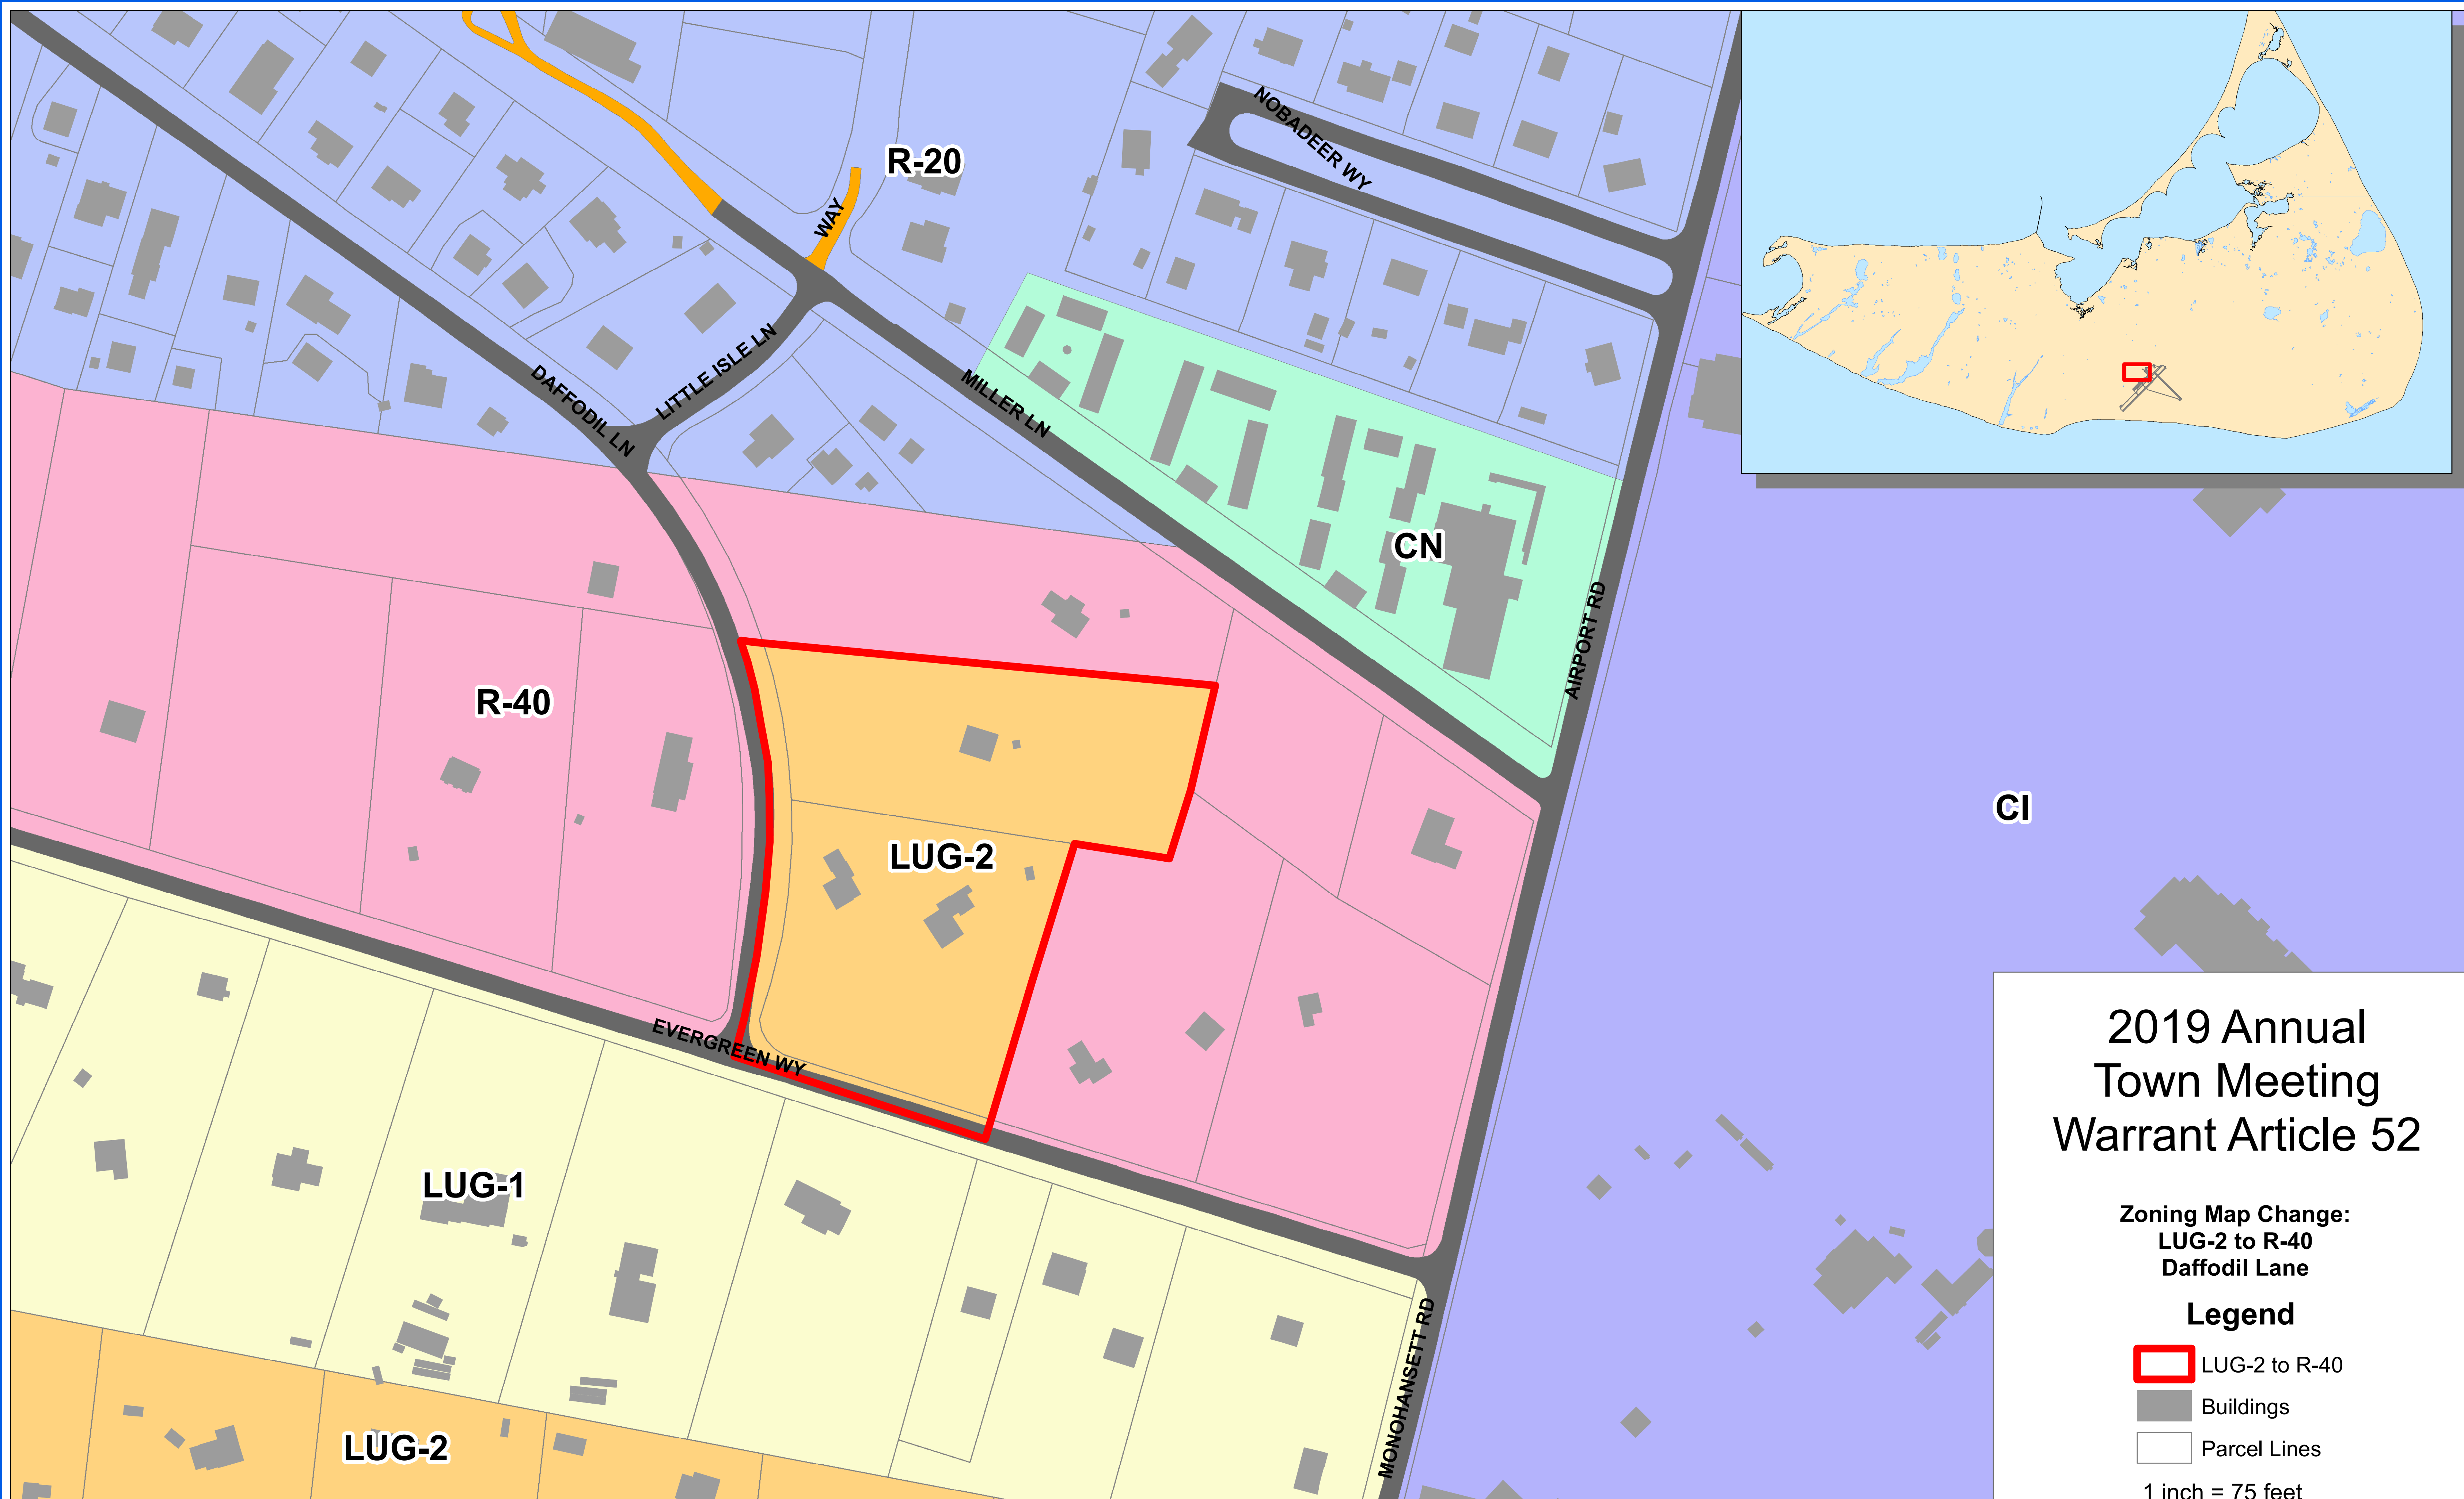 NOBADEER WY
R-20
WAY
LITTLE ISLE LN
DAFFODIL LN
MILLER LN
CN
AIRPORT RD
R-40
CI
LUG-2
EVERGREEN WY
LUG-1
MONOHANSETT RD
LUG-2
2019 Annual
Town Meeting
Warrant Article 52
Zoning Map Change:
LUG-2 to R-40
Daffodil Lane
Legend
LUG-2 to R-40
Buildings
Parcel Lines
1 inch = 75 feet